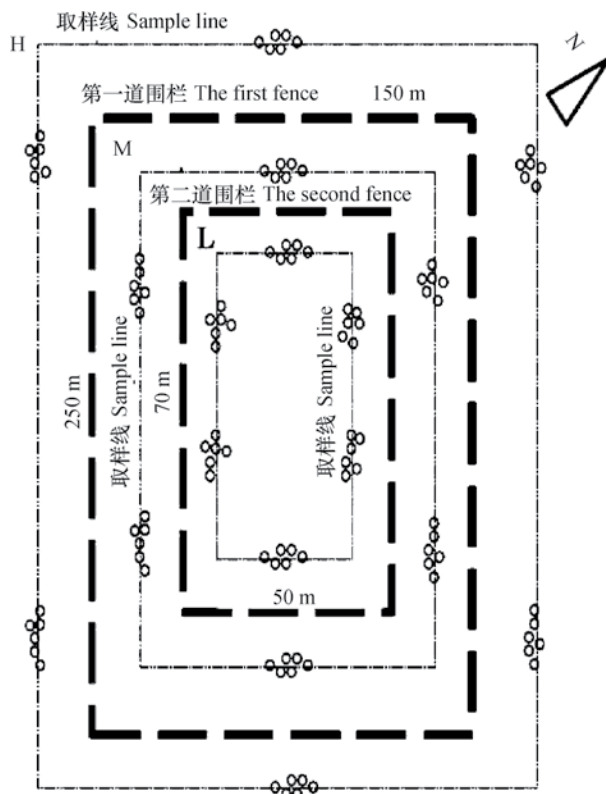 取样线 Sample line
H
N
第一道围栏 The first fence 150 m
M
第二道围栏 The second fence
L
250 m
取样线 Sample line
70 m
取样线 Sample line
50 m